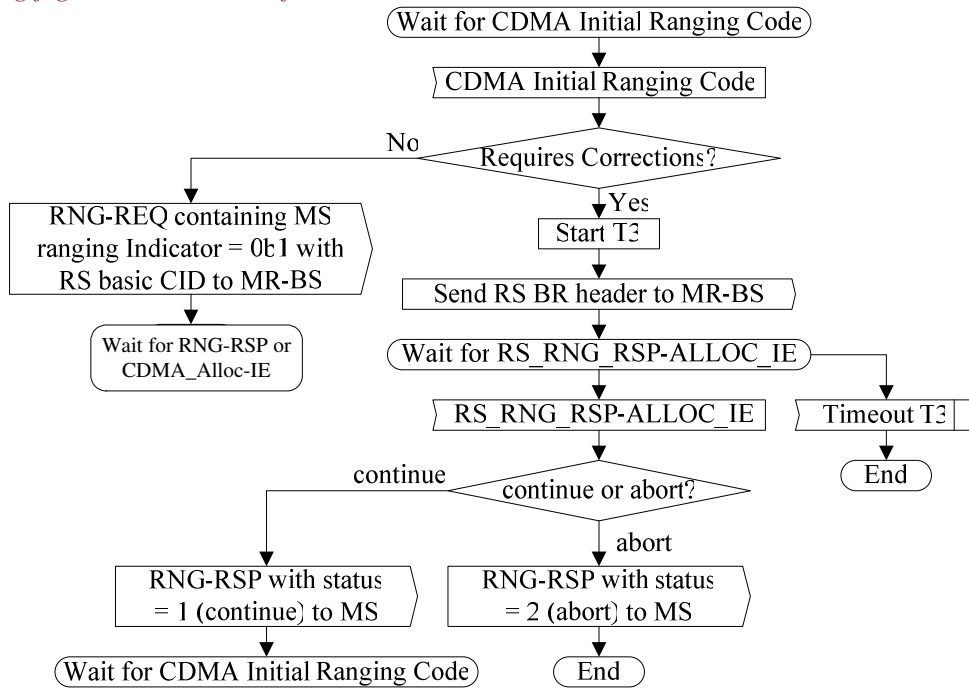 Wait for CDMA Initial Ranging Code
CDMA Initial Ranging Code
No
Requires Corrections?
Yes
RNG-REQ containing MS
ranging Indicator = 0b1 with
RS basic CID to MR-BS
Start T3
Send RS BR header to MR-BS
Wait for RNG-RSP or
CDMA_Alloc-IE
Wait for RS_RNG_RSP-ALLOC_IE
RS_RNG_RSP-ALLOC_IE
Timeout T3
End
continue
continue or abort?
abort
RNG-RSP with status
= 1 (continue) to MS
RNG-RSP with status
= 2 (abort) to MS
Wait for CDMA Initial Ranging Code
End